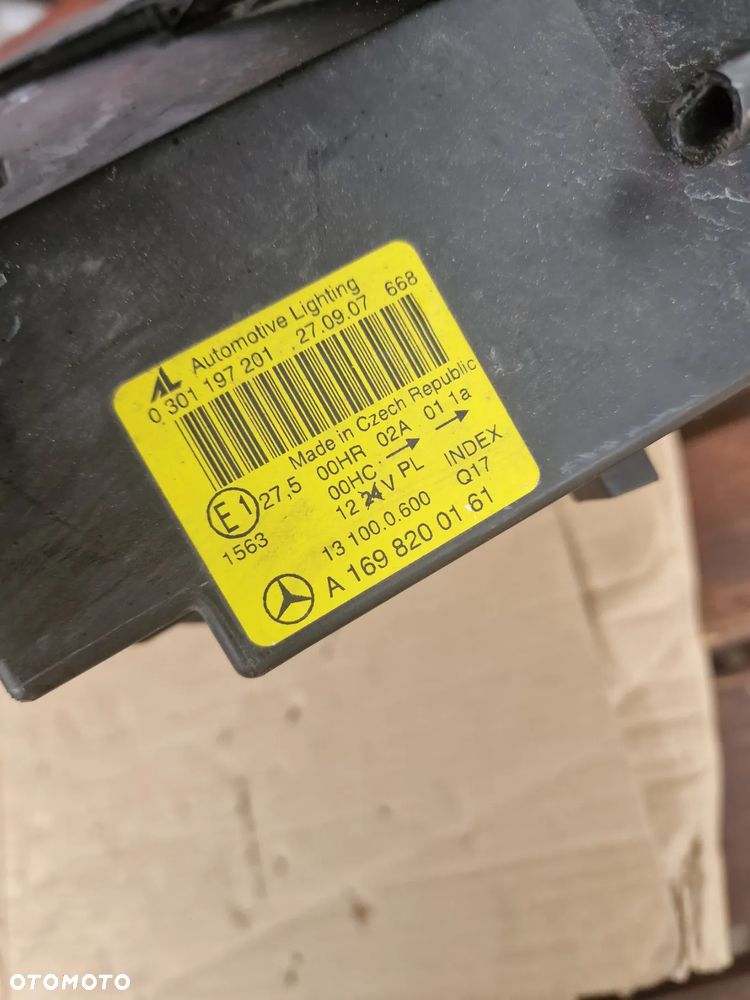 AL Automotive Lighting
0 301 197 201 27.09.07 668
Made in Czech Republic
E1 27,5 00HR 02A 01 1a
1563 00HC
12 V PL INDEX
13 100.0.600 Q17
A 169 820 01 61
OTOMOTO